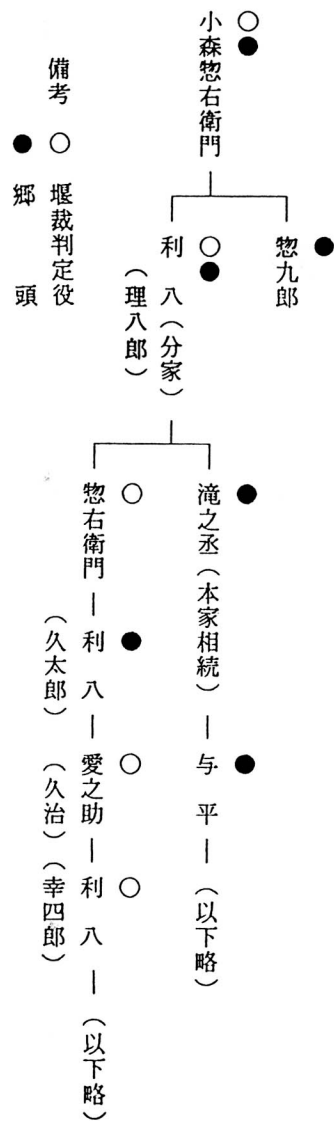 ○●
小森惣右衛門
●
惣九郎
○●
利八(分家)
(理八郎)
●
滝之丞(本家相続)
●
与平
(以下略)
○
惣右衛門
●
利八
(久太郎)
○
愛之助
(久治)
○
利八
(幸四郎)
(以下略)
備考 ○ 堰裁判定役
● 郷頭